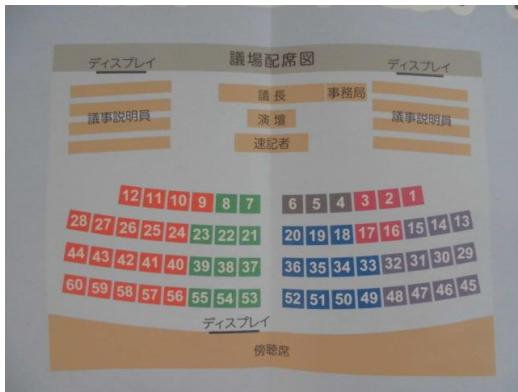 議場配席図
ディスプレイ ディスプレイ
議長 事務局
議事説明員 演壇 議事説明員
速記者
12 11 10 9 8 7 6 5 4 3 2 1
28 27 26 25 24 23 22 21 20 19 18 17 16 15 14 13
44 43 42 41 40 39 38 37 36 35 34 33 32 31 30 29
60 59 58 57 56 55 54 53 52 51 50 49 48 47 46 45
ディスプレイ
傍聴席